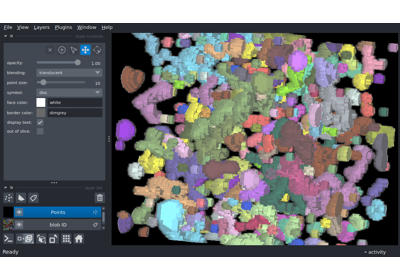 File View Layers Plugins Window Help
opacity: 1.00
blending: translucent
point size: 10
symbol: disc
face color: white
border color: dimgrey
display text:
out of slice:
Points
blob ID
Ready
activity